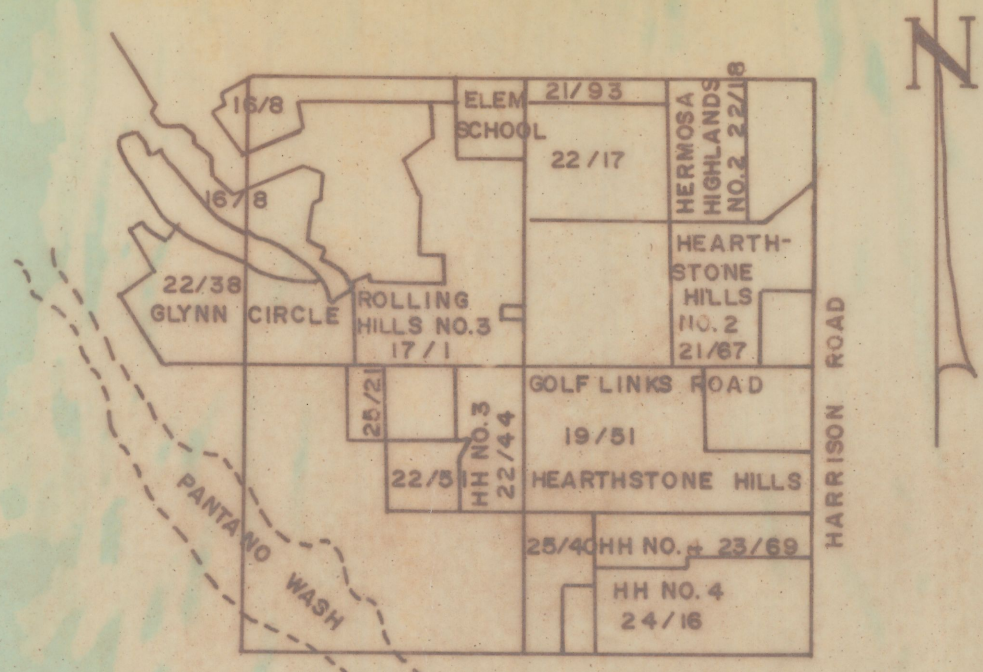 N
16/8
ELEM
SCHOOL
21/93
22/17
HERMOSA
HIGHLANDS
NO.2 22/18
16/8
22/38
GLYNN CIRCLE
ROLLING
HILLS NO.3
17/1
HEARTH-
STONE
HILLS
NO. 2
21/67
HARRISON ROAD
GOLF LINKS ROAD
25/21
19/51
22/51
HH NO.3
22/44
HEARTHSTONE HILLS
PANTANO
WASH
25/40
HH NO. 4 23/69
HH NO. 4
24/16